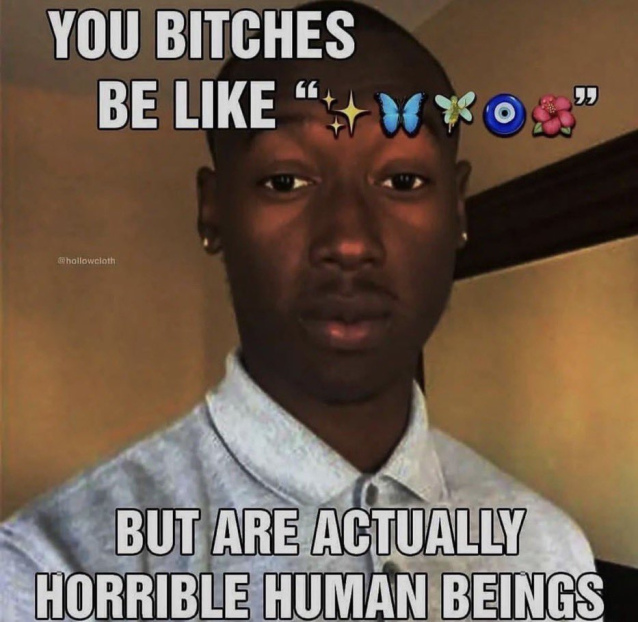 YOU BITCHES
BE LIKE “✨🦋🧚🧿🌺”
@hollowcloth
BUT ARE ACTUALLY
HORRIBLE HUMAN BEINGS